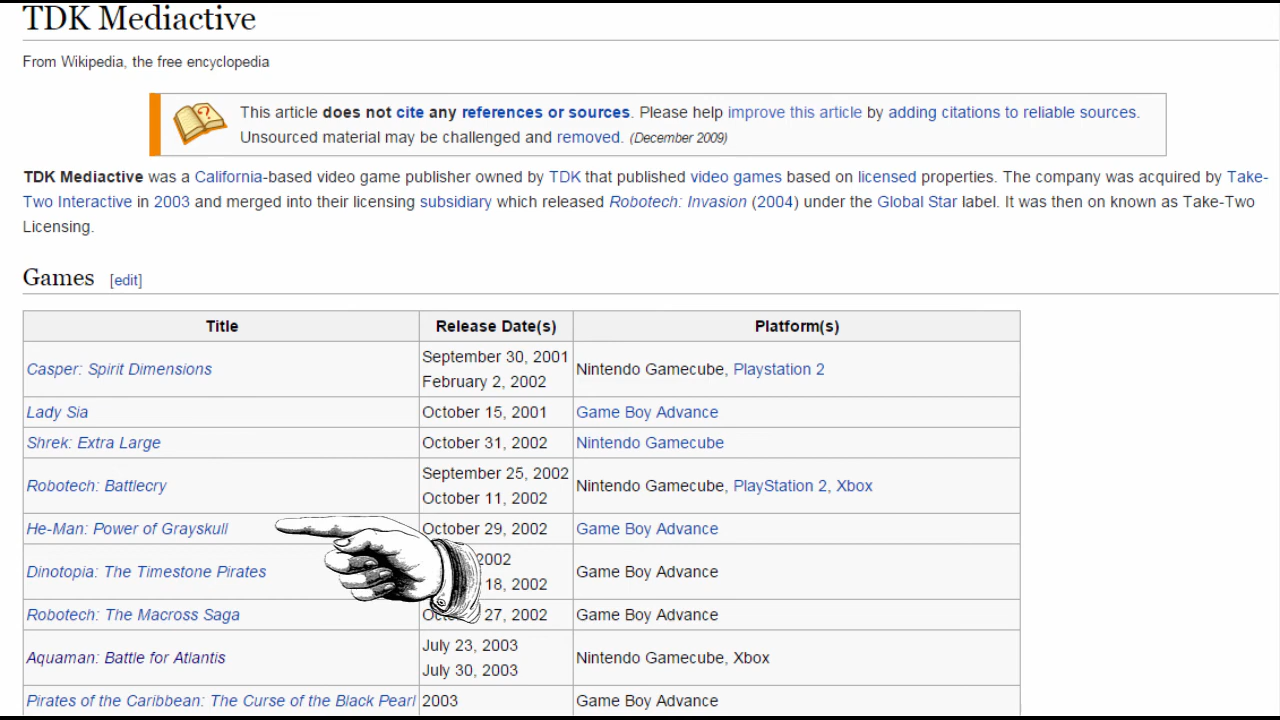 TDK Mediactive
From Wikipedia, the free encyclopedia
This article does not cite any references or sources. Please help improve this article by adding citations to reliable sources.
Unsourced material may be challenged and removed. (December 2009)
TDK Mediactive was a California-based video game publisher owned by TDK that published video games based on licensed properties. The company was acquired by Take-
Two Interactive in 2003 and merged into their licensing subsidiary which released Robotech: Invasion (2004) under the Global Star label. It was then on known as Take-Two
Licensing.
Games [edit]
Title Release Date(s) Platform(s)
Casper: Spirit Dimensions September 30, 2001 Nintendo Gamecube, Playstation 2
February 2, 2002
Lady Sia October 15, 2001 Game Boy Advance
Shrek: Extra Large October 31, 2002 Nintendo Gamecube
Robotech: Battlecry September 25, 2002 Nintendo Gamecube, PlayStation 2, Xbox
October 11, 2002
He-Man: Power of Grayskull October 29, 2002 Game Boy Advance
Dinotopia: The Timestone Pirates 2002 Game Boy Advance
18, 2002
Robotech: The Macross Saga 27, 2002 Game Boy Advance
Aquaman: Battle for Atlantis July 23, 2003 Nintendo Gamecube, Xbox
July 30, 2003
Pirates of the Caribbean: The Curse of the Black Pearl 2003 Game Boy Advance